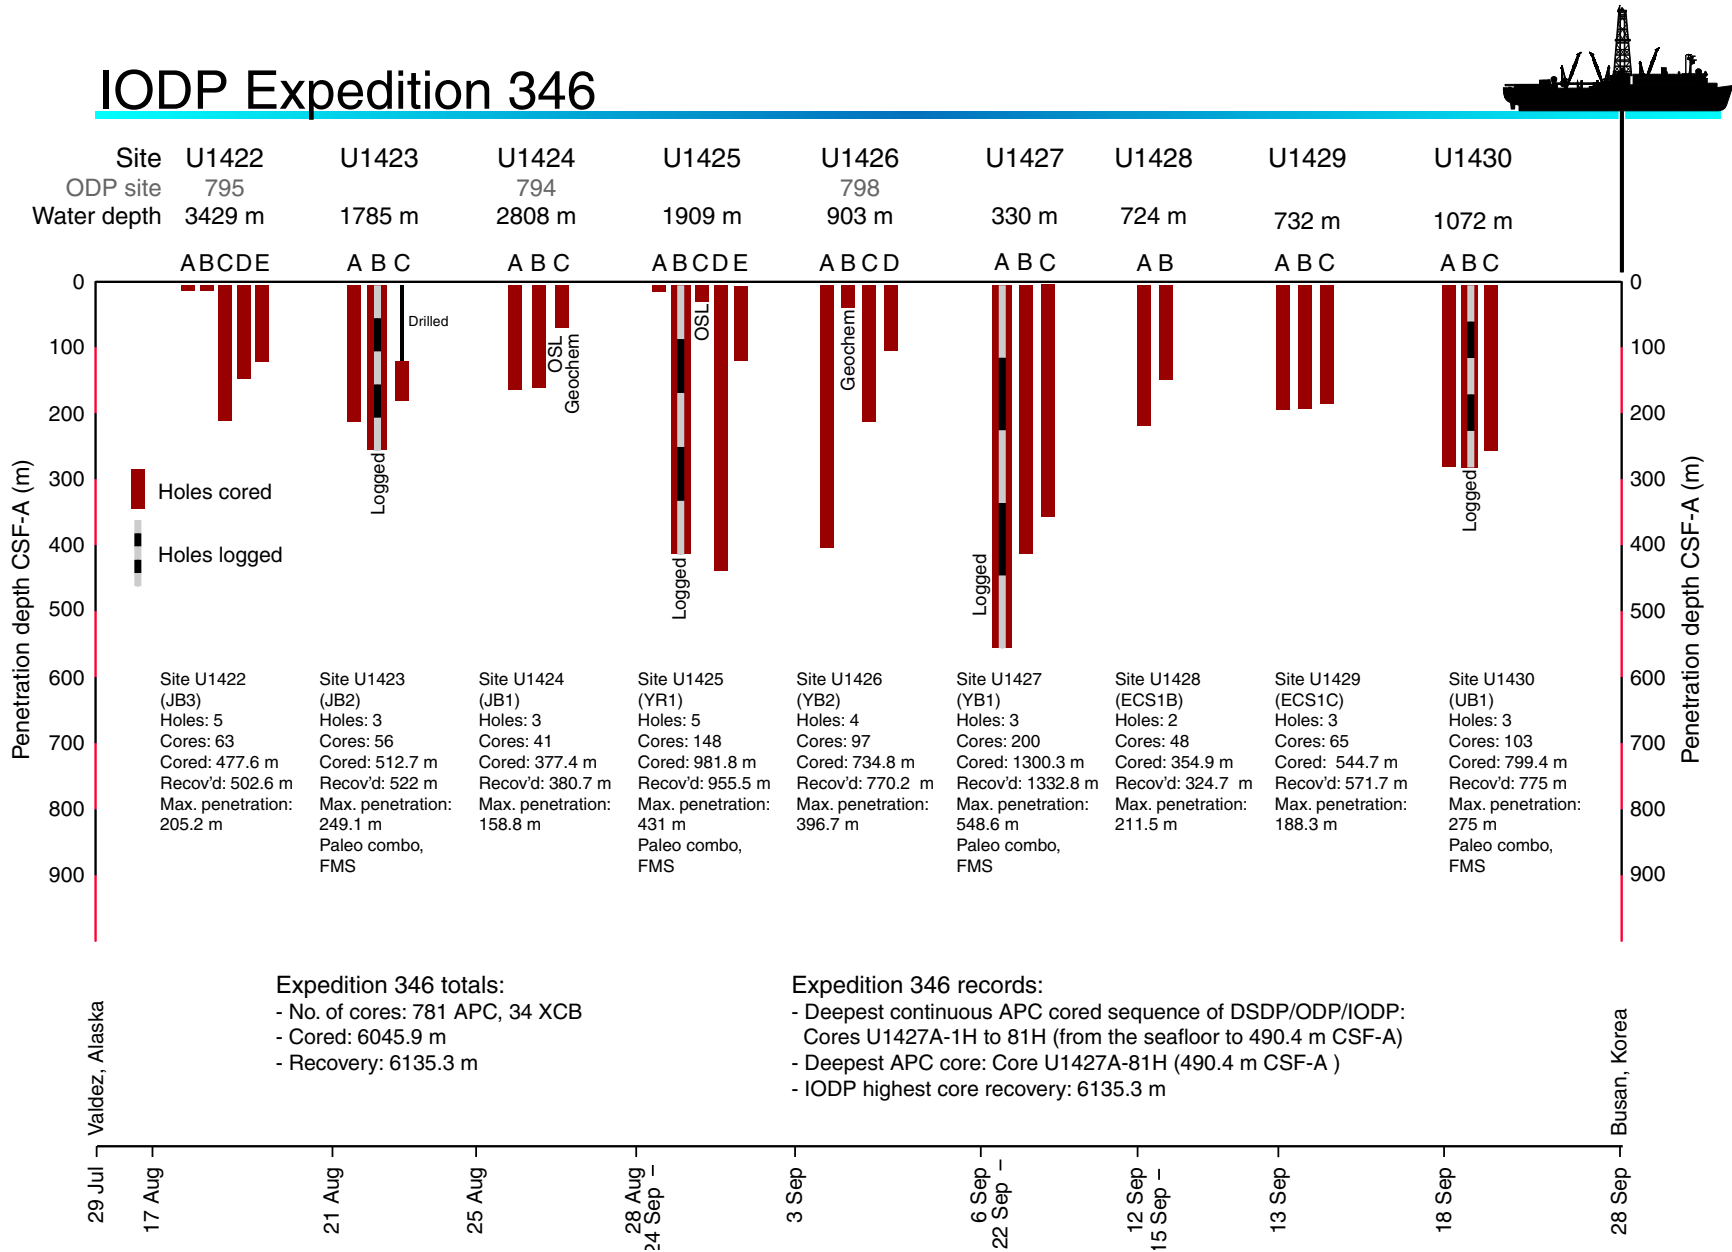 IODP Expedition 346
Site U1422 U1423 U1424 U1425 U1426 U1427 U1428 U1429 U1430
ODP site 795 794 798
Water depth 3429 m 1785 m 2808 m 1909 m 903 m 330 m 724 m 732 m 1072 m
A B C D E A B C A B C A B C D E A B C D A B C A B A B C A B C
0 0
Drilled
OSL
Geochem
OSL
Geochem
100 100
200 200
300 300
400 400
500 500
600 600
700 700
800 800
900 900
Penetration depth CSF-A (m)
Penetration depth CSF-A (m)
Holes cored
Holes logged
Logged
Logged
Logged
Logged
Site U1422
(JB3)
Holes: 5
Cores: 63
Cored: 477.6 m
Recov'd: 502.6 m
Max. penetration:
205.2 m
Site U1423
(JB2)
Holes: 3
Cores: 56
Cored: 512.7 m
Recov'd: 522 m
Max. penetration:
249.1 m
Paleo combo,
FMS
Site U1424
(JB1)
Holes: 3
Cores: 41
Cored: 377.4 m
Recov'd: 380.7 m
Max. penetration:
158.8 m
Site U1425
(YR1)
Holes: 5
Cores: 148
Cored: 981.8 m
Recov'd: 955.5 m
Max. penetration:
431 m
Paleo combo,
FMS
Site U1426
(YB2)
Holes: 4
Cores: 97
Cored: 734.8 m
Recov'd: 770.2 m
Max. penetration:
396.7 m
Site U1427
(YB1)
Holes: 3
Cores: 200
Cored: 1300.3 m
Recov'd: 1332.8 m
Max. penetration:
548.6 m
Paleo combo,
FMS
Site U1428
(ECS1B)
Holes: 2
Cores: 48
Cored: 354.9 m
Recov'd: 324.7 m
Max. penetration:
211.5 m
Site U1429
(ECS1C)
Holes: 3
Cores: 65
Cored: 544.7 m
Recov'd: 571.7 m
Max. penetration:
188.3 m
Site U1430
(UB1)
Holes: 3
Cores: 103
Cored: 799.4 m
Recov'd: 775 m
Max. penetration:
275 m
Paleo combo,
FMS
Expedition 346 totals:
- No. of cores: 781 APC, 34 XCB
- Cored: 6045.9 m
- Recovery: 6135.3 m
Expedition 346 records:
- Deepest continuous APC cored sequence of DSDP/ODP/IODP:
Cores U1427A-1H to 81H (from the seafloor to 490.4 m CSF-A)
- Deepest APC core: Core U1427A-81H (490.4 m CSF-A )
- IODP highest core recovery: 6135.3 m
Valdez, Alaska
Busan, Korea
29 Jul
17 Aug
21 Aug
25 Aug
28 Aug –
24 Sep
3 Sep
6 Sep –
22 Sep
12 Sep –
15 Sep
13 Sep
18 Sep
28 Sep